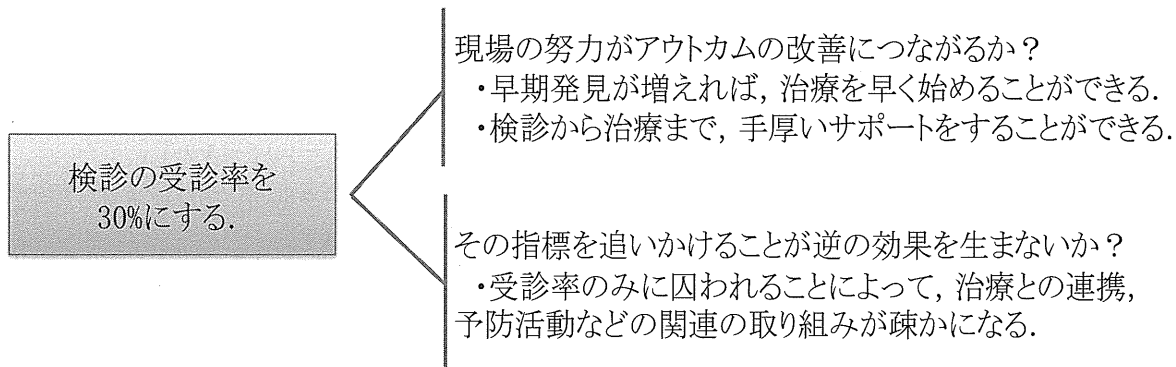 検診の受診率を
30%にする.
現場の努力がアウトカムの改善につながるか?
・早期発見が増えれば, 治療を早く始めることができる.
・検診から治療まで, 手厚いサポートをすることができる.
その指標を追いかけることが逆の効果を生まないか?
・受診率のみに囚われることによって, 治療との連携,
予防活動などの関連の取り組みが疎かになる.